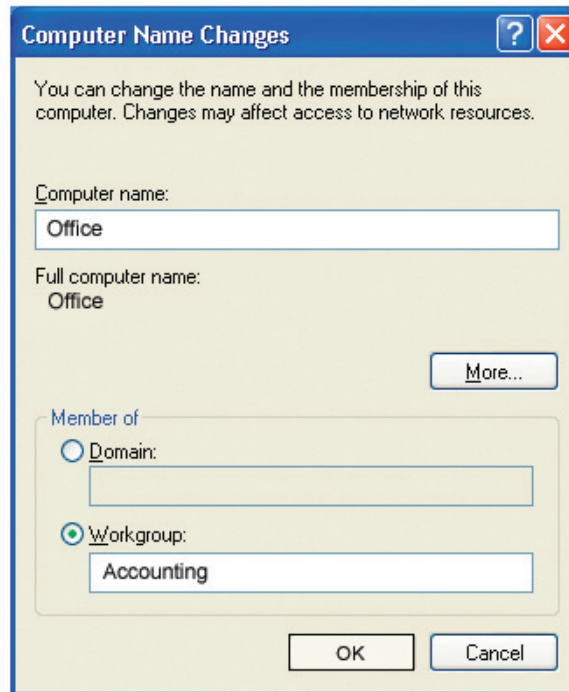 Computer Name Changes
?
You can change the name and the membership of this
computer. Changes may affect access to network resources.
Computer name:
Office
Full computer name:
Office
More...
Member of
Domain:
Workgroup:
Accounting
OK
Cancel